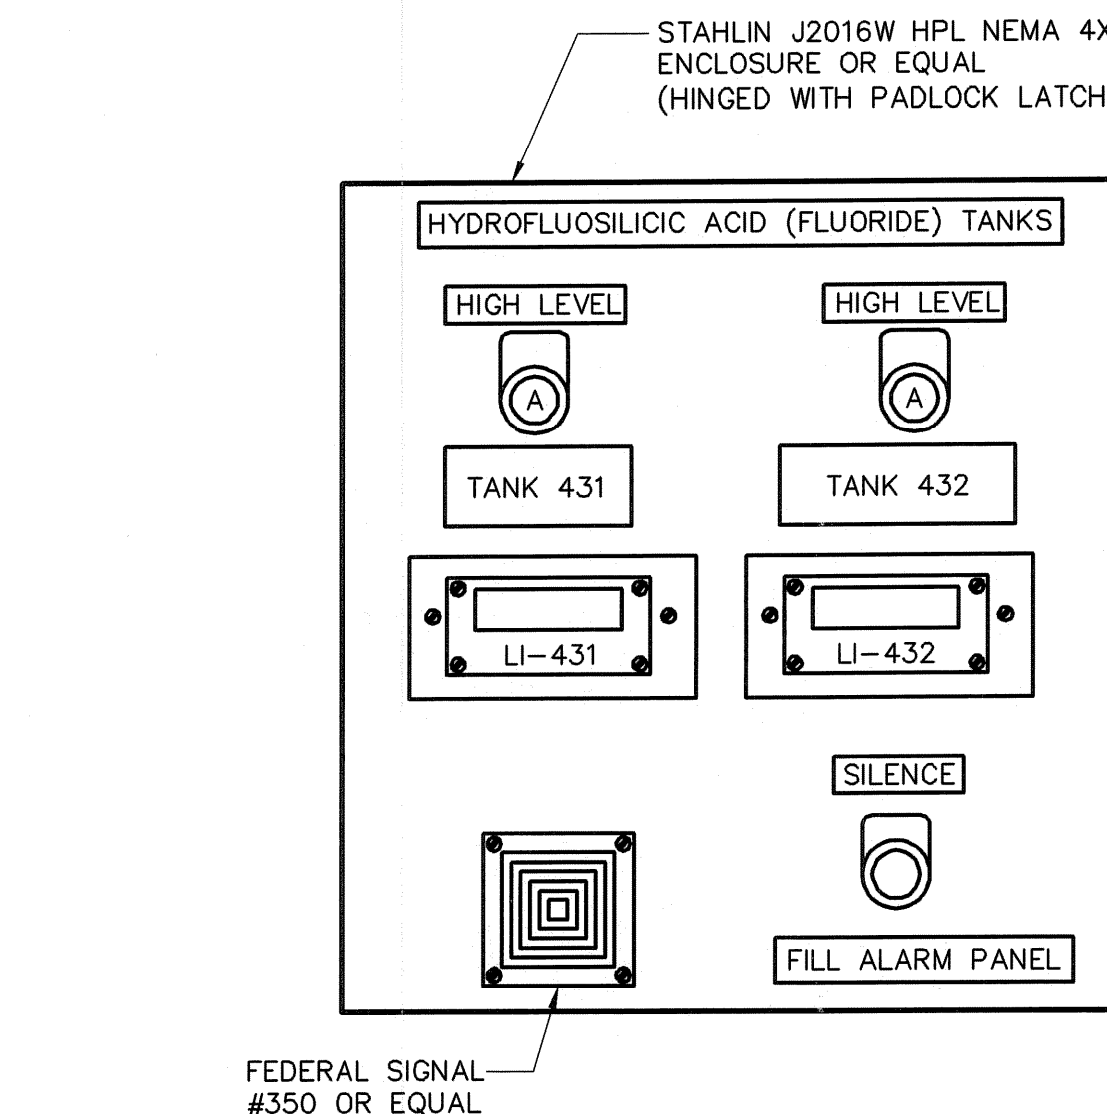 STAHLIN J2016W HPL NEMA 4X
ENCLOSURE OR EQUAL
(HINGED WITH PADLOCK LATCH
HYDROFLUOSILICIC ACID (FLUORIDE) TANKS
HIGH LEVEL
HIGH LEVEL
A
A
TANK 431
TANK 432
LI-431
LI-432
SILENCE
FILL ALARM PANEL
FEDERAL SIGNAL
#350 OR EQUAL